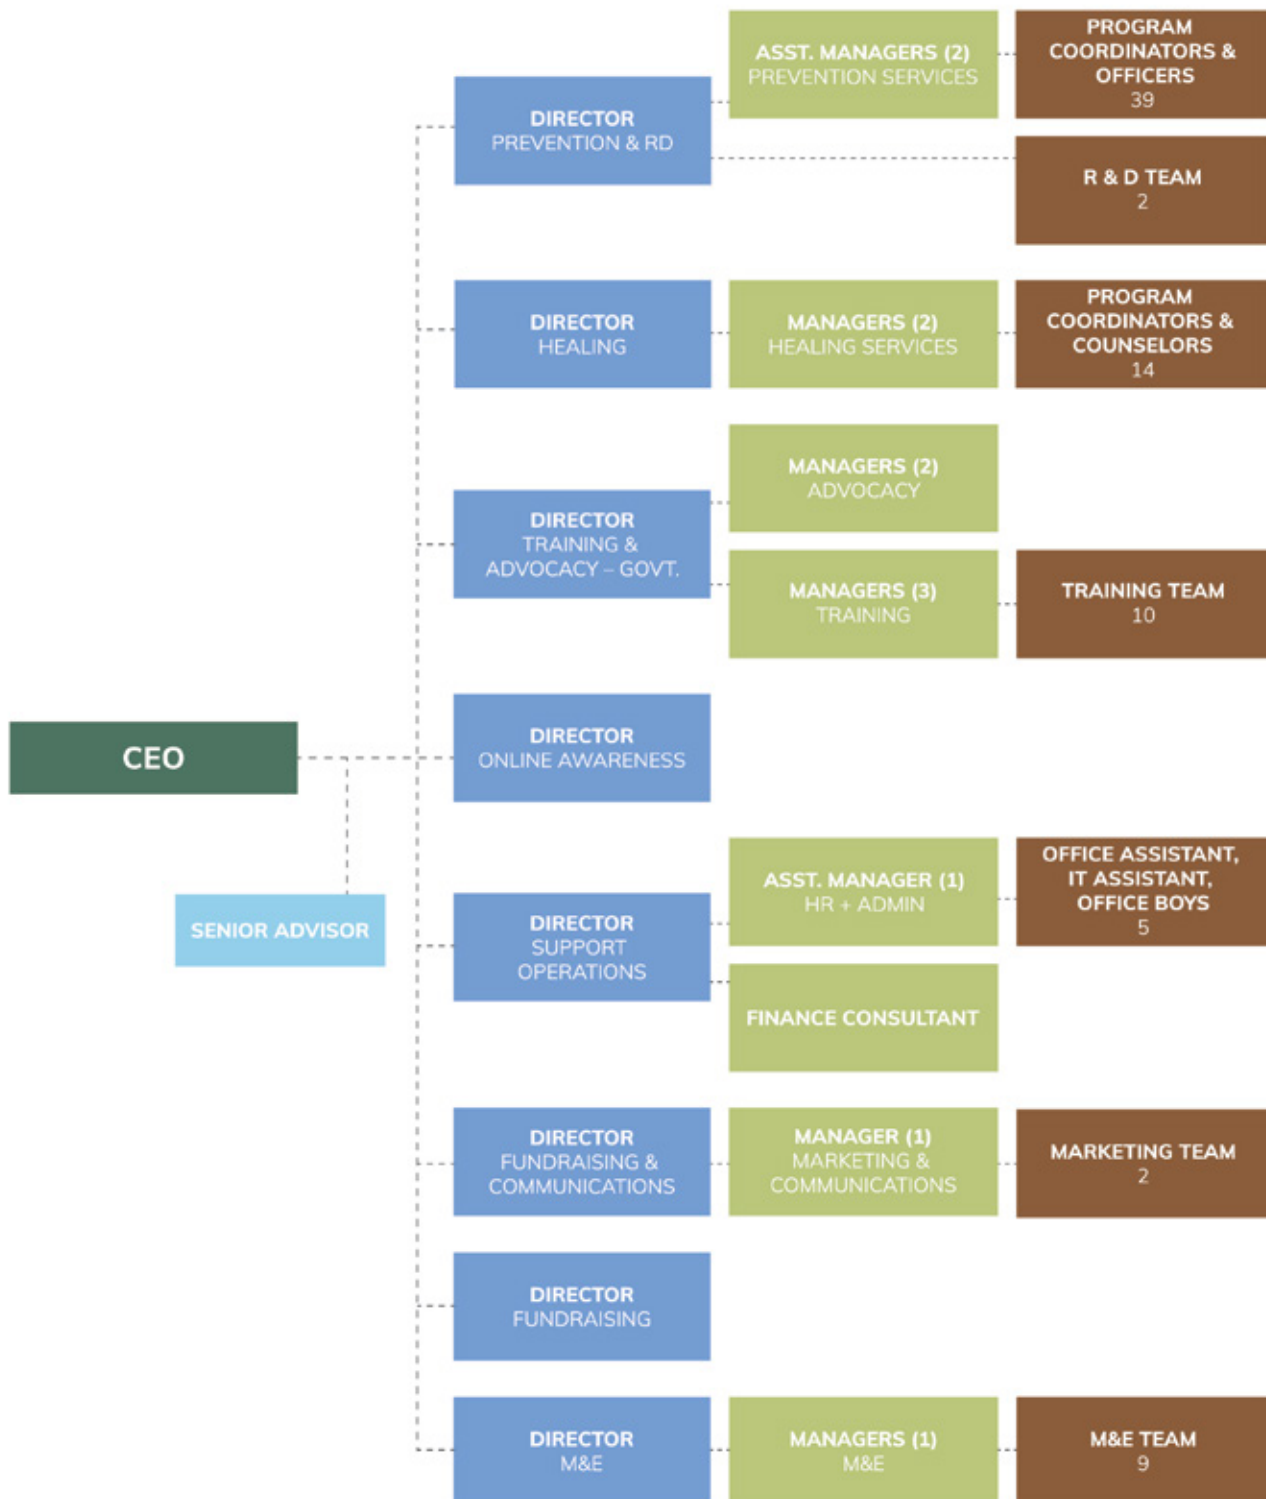 ASST. MANAGERS (2)
PREVENTION SERVICES
PROGRAM
COORDINATORS &
OFFICERS
39
DIRECTOR
PREVENTION & RD
R & D TEAM
2
DIRECTOR
HEALING
MANAGERS (2)
HEALING SERVICES
PROGRAM
COORDINATORS &
COUNSELORS
14
MANAGERS (2)
ADVOCACY
DIRECTOR
TRAINING &
ADVOCACY – GOVT.
MANAGERS (3)
TRAINING
TRAINING TEAM
10
DIRECTOR
ONLINE AWARENESS
CEO
SENIOR ADVISOR
DIRECTOR
SUPPORT
OPERATIONS
ASST. MANAGER (1)
HR + ADMIN
OFFICE ASSISTANT,
IT ASSISTANT,
OFFICE BOYS
5
FINANCE CONSULTANT
DIRECTOR
FUNDRAISING &
COMMUNICATIONS
MANAGER (1)
MARKETING &
COMMUNICATIONS
MARKETING TEAM
2
DIRECTOR
FUNDRAISING
DIRECTOR
M&E
MANAGERS (1)
M&E
M&E TEAM
9